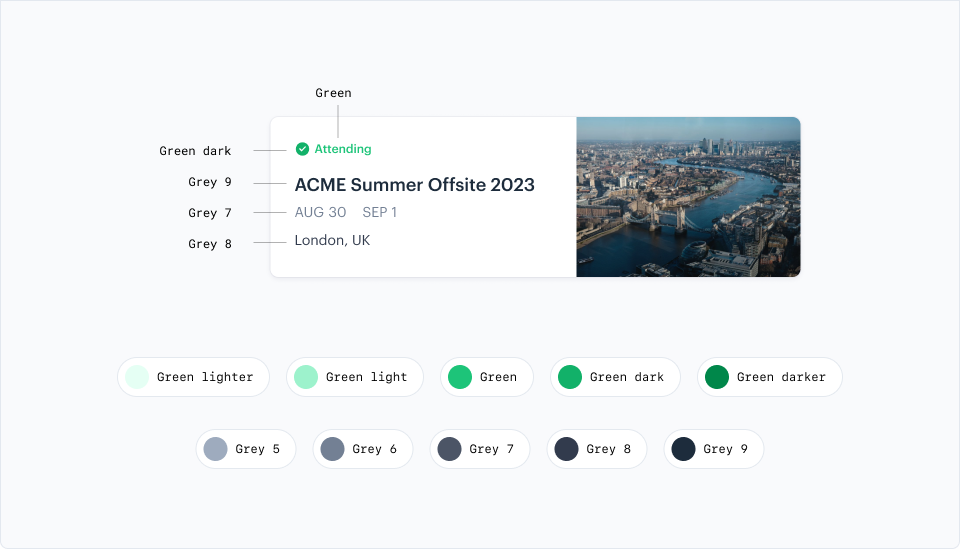 Green
Green dark
Attending
Grey 9
ACME Summer Offsite 2023
Grey 7
AUG 30 SEP 1
Grey 8
London, UK
Green lighter
Green light
Green
Green dark
Green darker
Grey 5
Grey 6
Grey 7
Grey 8
Grey 9